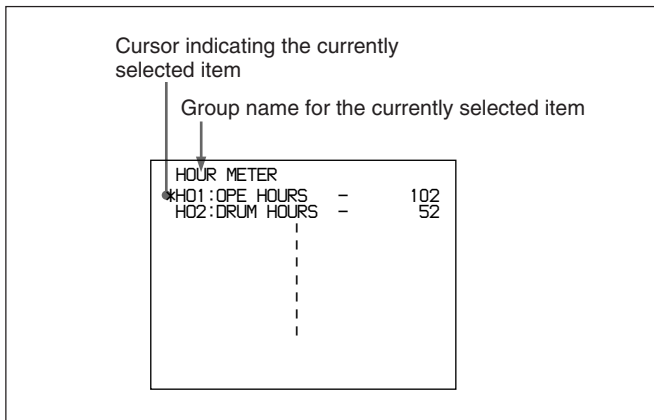 Cursor indicating the currently
selected item
Group name for the currently selected item
HOUR METER
*H01:OPE HOURS – 102
H02:DRUM HOURS – 52